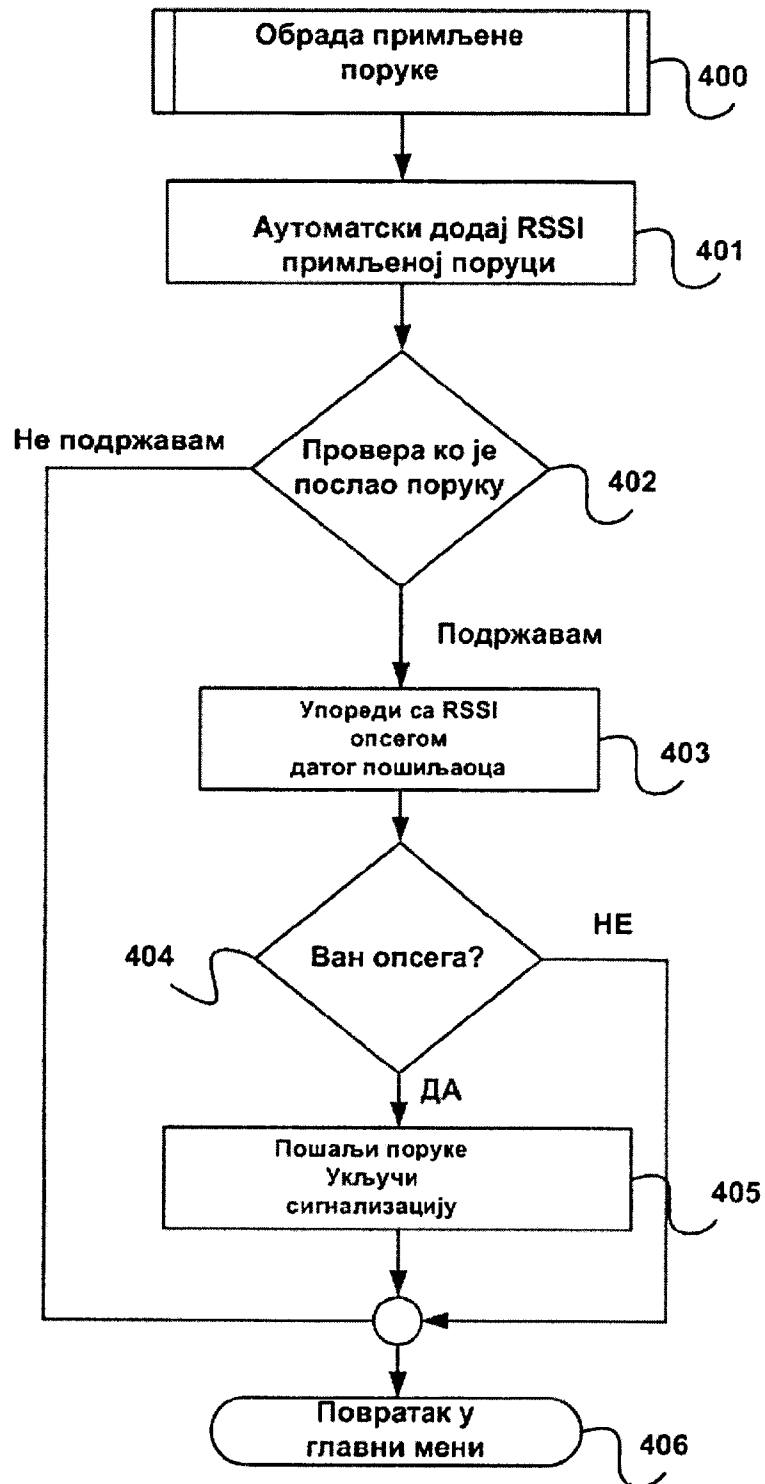 Обрада примљене
поруке
400
Аутоматски додај RSSI
примљеној поруци
401
Не подржавам
Провера ко је
послао поруку
402
Подржавам
Упореди са RSSI
опсегом
датог пошиљаоца
403
404
Ван опсега?
НЕ
ДА
Пошаљи поруке
Укључи
сигнализацију
405
Повратак у
главни мени
406